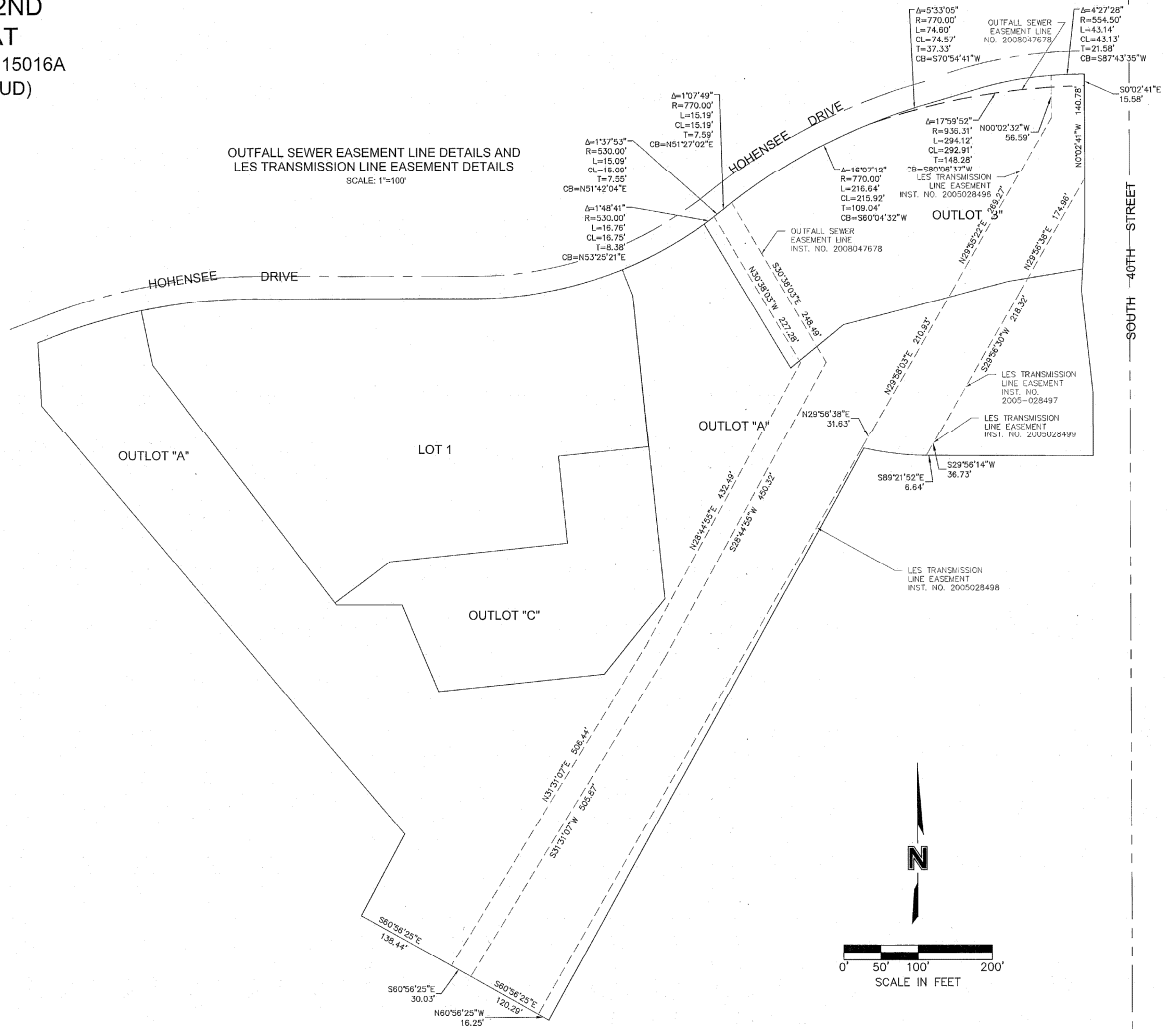 2ND
AT
15016A
UD)
OUTFALL SEWER EASEMENT LINE DETAILS AND
LES TRANSMISSION LINE EASEMENT DETAILS
SCALE: 1"=100'
Δ=5°33'05"
R=770.00'
L=74.60'
CL=74.57'
T=37.33'
CB=S70°54'41"W
OUTFALL SEWER
EASEMENT LINE
NO. 2008047678
Δ=4°27'28"
R=554.50'
L=43.14'
CL=43.13'
T=21.58'
CB=S87°43'35"W
S0°02'41"E
15.58'
N0°02'41"W 140.78'
Δ=1°07'49"
R=770.00'
L=15.19'
CL=15.19'
T=7.59'
CB=N51°27'02"E
Δ=1°37'53"
R=530.00'
L=15.09'
CL=15.09'
T=7.55'
CB=N51°42'04"E
Δ=1°48'41"
R=530.00'
L=16.76'
CL=16.75'
T=8.38'
CB=N53°25'21"E
HOHENSEE DRIVE
Δ=17°59'52"
R=936.31'
L=294.12'
CL=292.91'
T=148.28'
CB=S80°08'37"W
N00°02'32"W
56.59'
Δ=16°07'12"
R=770.00'
L=216.64'
CL=215.92'
T=109.04'
CB=S60°04'32"W
LES TRANSMISSION
LINE EASEMENT
INST. NO. 2005028496
OUTLOT "B"
N29°55'22"E 269.27'
N29°56'38"E 174.96'
OUTFALL SEWER
EASEMENT LINE
INST. NO. 2008047678
S30°38'03"E 248.49'
N30°38'03"W 227.28'
HOHENSEE DRIVE
SOUTH 40TH STREET
N29°58'03"E 210.93'
S29°56'30"W 218.32'
LES TRANSMISSION
LINE EASEMENT
INST. NO.
2005-028497
LES TRANSMISSION
LINE EASEMENT
INST. NO. 2005028499
N29°56'38"E
31.63'
S29°56'14"W
36.73'
S89°21'52"E
6.64'
OUTLOT "A"
LOT 1
OUTLOT "A"
N28°44'55"E 432.49'
S28°44'55"W 450.32'
LES TRANSMISSION
LINE EASEMENT
INST. NO. 2005028498
OUTLOT "C"
N31°31'07"E 506.44'
S31°31'07"W 505.87'
S60°56'25"E
138.44'
S60°56'25"E
30.03'
S60°56'25"E
120.29'
N60°56'25"W
16.25'
N
0' 50' 100' 200'
SCALE IN FEET